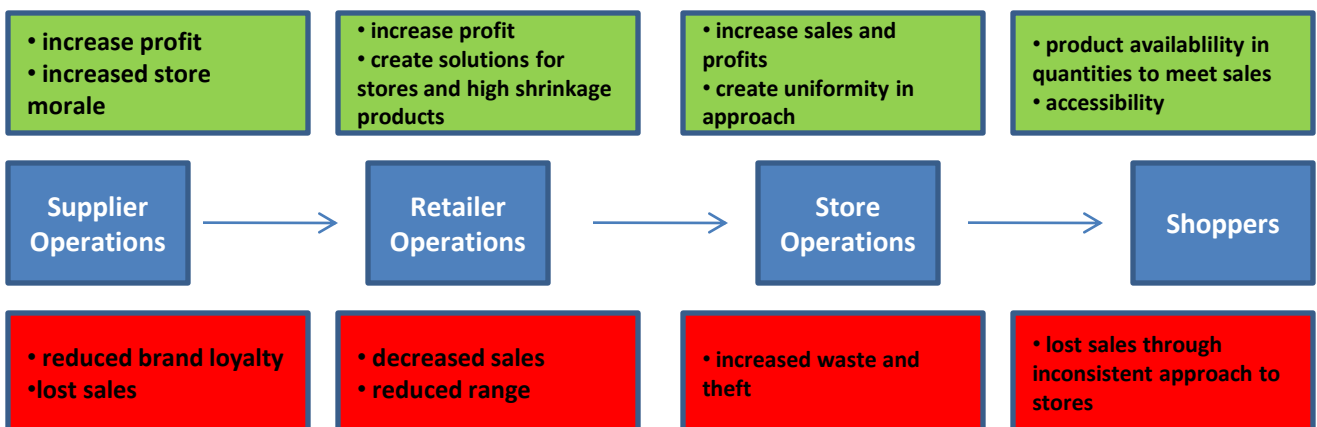 • increase profit
• increased store
morale
• increase profit
• create solutions for
stores and high shrinkage
products
• increase sales and
profits
• create uniformity in
approach
• product availablility in
quantities to meet sales
• accessibility
Supplier
Operations
Retailer
Operations
Store
Operations
Shoppers
• reduced brand loyalty
•lost sales
• decreased sales
• reduced range
• increased waste and
theft
• lost sales through
inconsistent approach to
stores